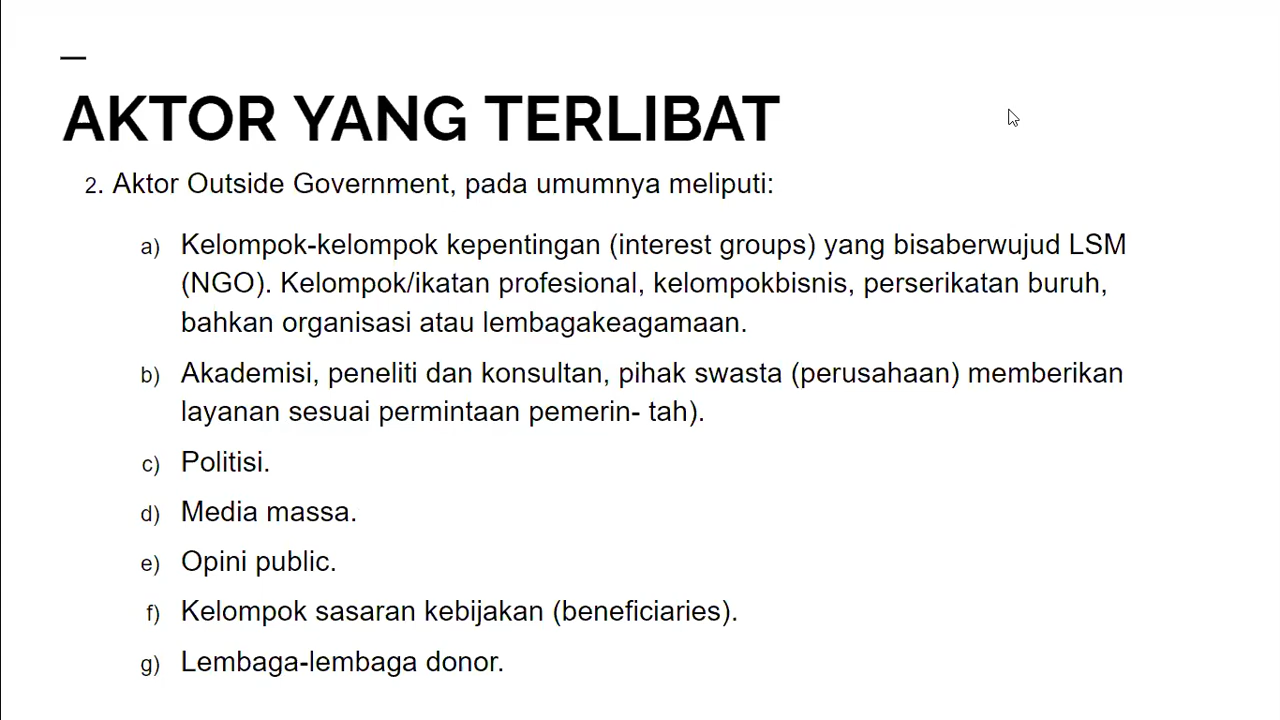 AKTOR YANG TERLIBAT
2. Aktor Outside Government, pada umumnya meliputi:
a) Kelompok-kelompok kepentingan (interest groups) yang bisaberwujud LSM
(NGO). Kelompok/ikatan profesional, kelompokbisnis, perserikatan buruh,
bahkan organisasi atau lembagakeagamaan.
b) Akademisi, peneliti dan konsultan, pihak swasta (perusahaan) memberikan
layanan sesuai permintaan pemerin- tah).
c) Politisi.
d) Media massa.
e) Opini public.
f) Kelompok sasaran kebijakan (beneficiaries).
g) Lembaga-lembaga donor.